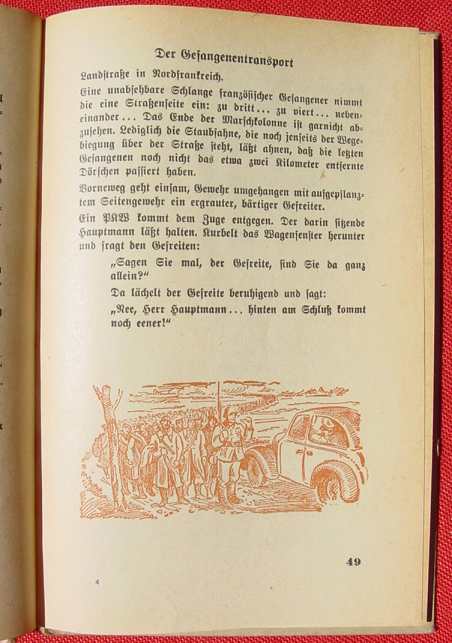 Der Gefangenentransport
Landstraße in Nordfrankreich.
Eine unabsehbare Schlange französischer Gefangener nimmt
die eine Straßenseite ein: zu dritt... zu viert... neben-
einander... Das Ende der Marschkolonne ist garnicht ab-
zusehen. Lediglich die Staubfahne, die noch jenseits der Wege-
biegung über der Straße steht, läßt ahnen, daß die letzten
Gefangenen noch nicht das etwa zwei Kilometer entfernte
Dörfchen passiert haben.
Vorneweg geht einsam, Gewehr umgehangen mit aufgepflanz-
tem Seitengewehr ein ergrauter, bärtiger Gefreiter.
Ein PKW kommt dem Zuge entgegen. Der darin sitzende
Hauptmann läßt halten. Kurbelt das Wagenfenster herunter
und fragt den Gefreiten:
„Sagen Sie mal, der Gefreite, sind Sie da ganz
allein?“
Da lächelt der Gefreite beruhigend und sagt:
„Nee, Herr Hauptmann... hinten am Schluß kommt
noch eener!“
49
4